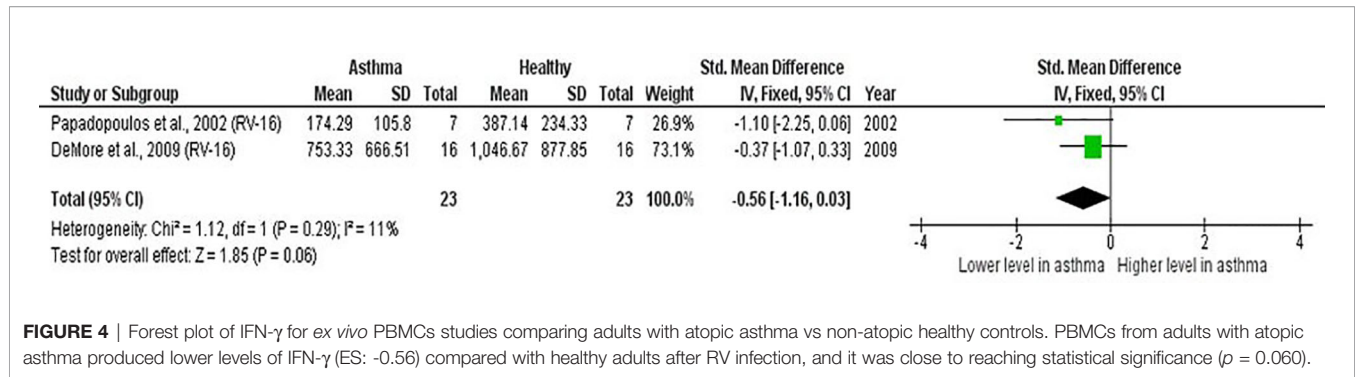 Asthma Healthy Std. Mean Difference Std. Mean Difference
Study or Subgroup Mean SD Total Mean SD Total Weight IV, Fixed, 95% CI Year IV, Fixed, 95% CI
Papadopoulos et al., 2002 (RV-16) 174.29 105.8 7 387.14 234.33 7 26.9% -1.10 [-2.25, 0.06] 2002
DeMore et al., 2009 (RV-16) 753.33 666.51 16 1,046.67 877.85 16 73.1% -0.37 [-1.07, 0.33] 2009
Total (95% CI) 23 23 100.0% -0.56 [-1.16, 0.03]
Heterogeneity: Chi² = 1.12, df = 1 (P = 0.29); I² = 11%
Test for overall effect: Z = 1.85 (P = 0.06)
-4 -2 0 2 4
Lower level in asthma Higher level in asthma
FIGURE 4 | Forest plot of IFN-γ for ex vivo PBMCs studies comparing adults with atopic asthma vs non-atopic healthy controls. PBMCs from adults with atopic
asthma produced lower levels of IFN-γ (ES: -0.56) compared with healthy adults after RV infection, and it was close to reaching statistical significance (p = 0.060).